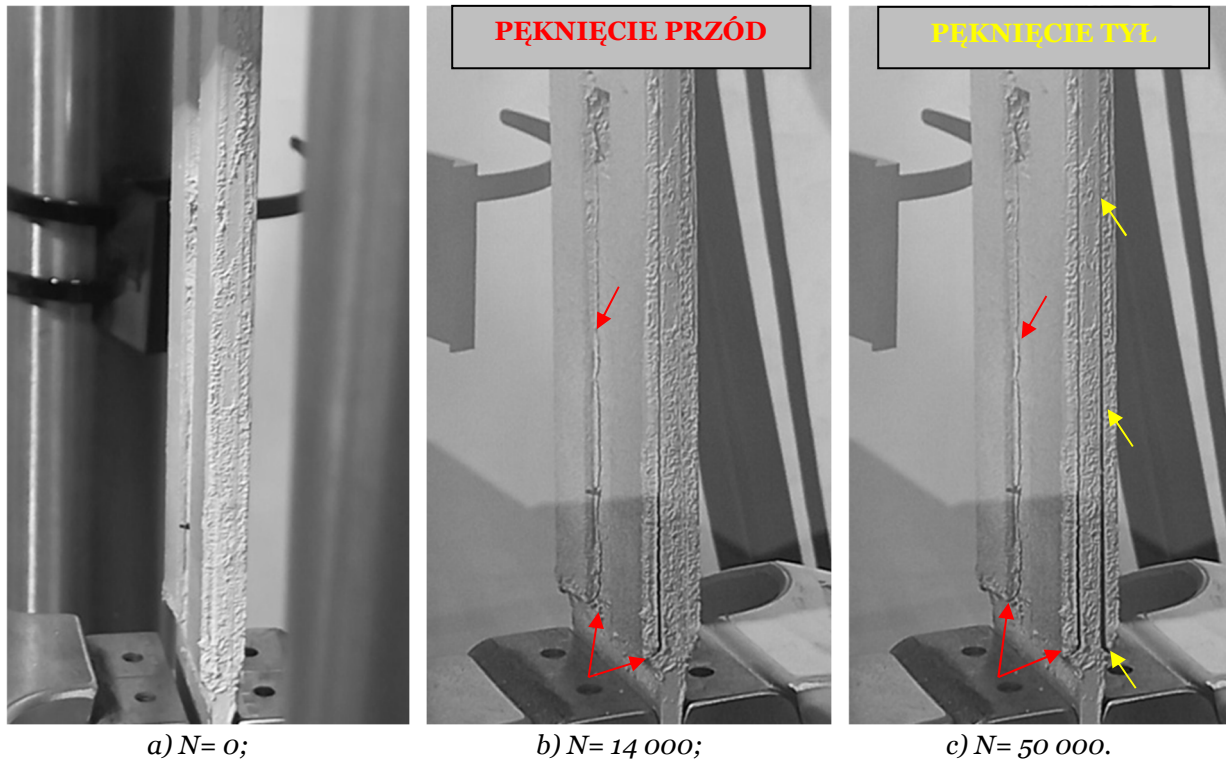 PĘKNIĘCIE PRZÓD
PĘKNIĘCIE TYŁ
a) N= 0;
b) N= 14 000;
c) N= 50 000.